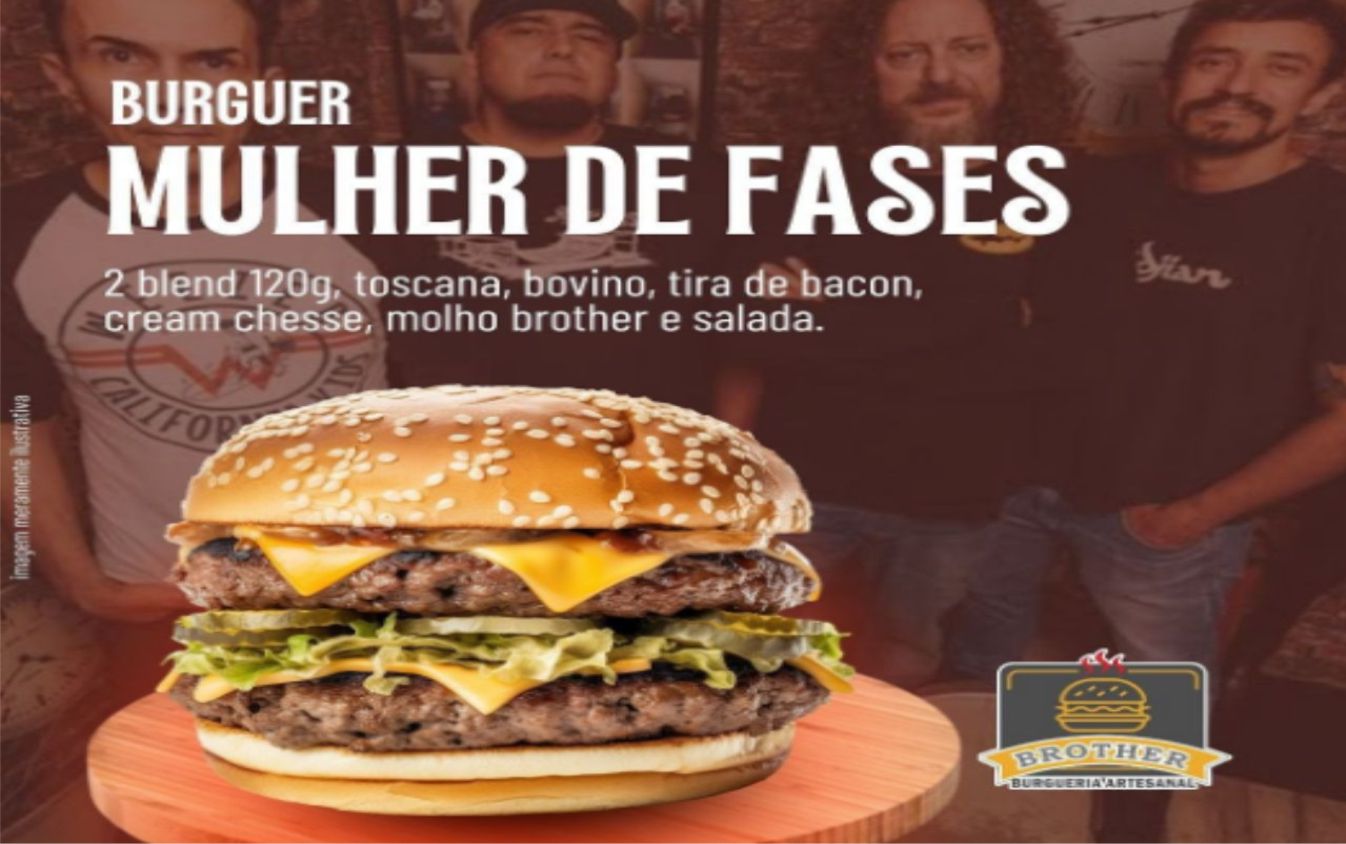 BURGUER
MULHER DE FASES
2 blend 120g, toscana, bovino, tira de bacon,
cream chesse, molho brother e salada.
imagem meramente ilustrativa
CALIFORN
BROTHER
BURGUERIA ARTESANAL